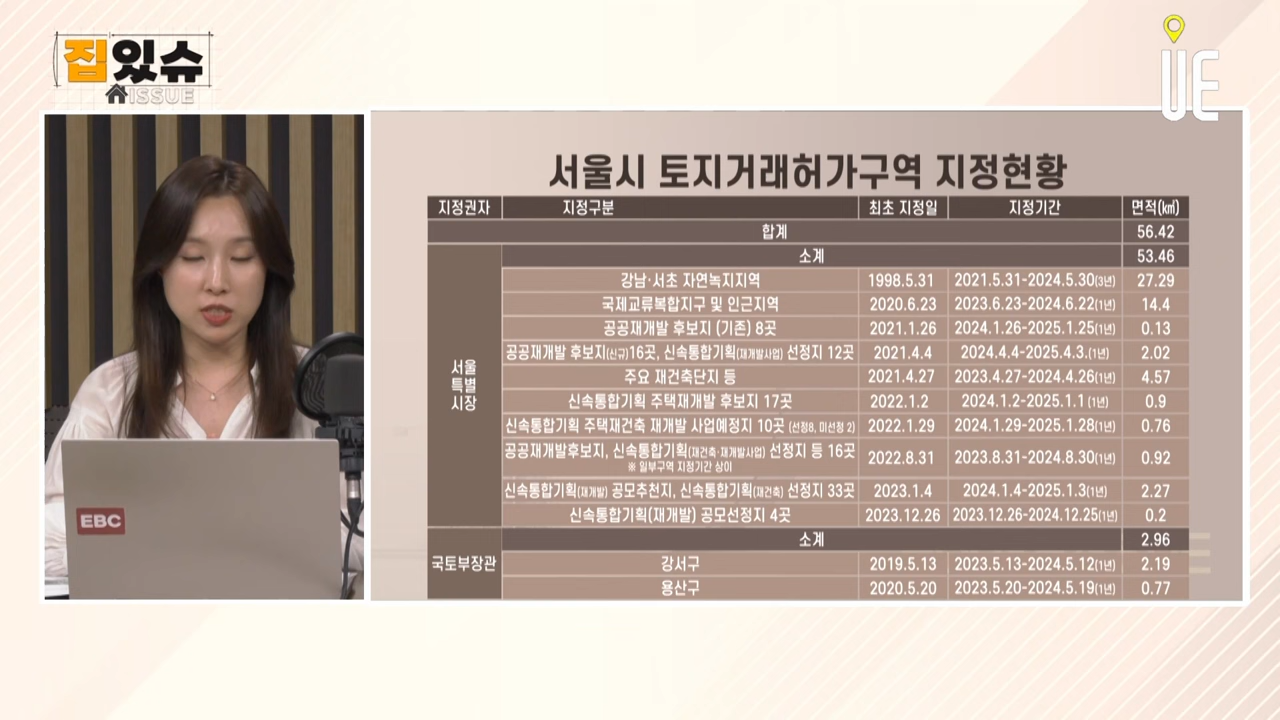 집있슈
ISSUE
UE
EBC
서울시 토지거래허가구역 지정현황
지정권자 지정구분 최초 지정일 지정기간 면적(㎢)
합계 56.42
서울
특별
시장
소계 53.46
강남·서초 자연녹지지역 1998.5.31 2021.5.31-2024.5.30(3년) 27.29
국제교류복합지구 및 인근지역 2020.6.23 2023.6.23-2024.6.22(1년) 14.4
공공재개발 후보지 (기존) 8곳 2021.1.26 2024.1.26-2025.1.25(1년) 0.13
공공재개발 후보지(신규)16곳, 신속통합기획(재개발사업) 선정지 12곳 2021.4.4 2024.4.4-2025.4.3.(1년) 2.02
주요 재건축단지 등 2021.4.27 2023.4.27-2024.4.26(1년) 4.57
신속통합기획 주택재개발 후보지 17곳 2022.1.2 2024.1.2-2025.1.1 (1년) 0.9
신속통합기획 주택재건축 재개발 사업예정지 10곳 (선정8, 미선정 2) 2022.1.29 2024.1.29-2025.1.28(1년) 0.76
공공재개발후보지, 신속통합기획(재건축·재개발사업) 선정지 등 16곳 2022.8.31 2023.8.31-2024.8.30(1년) 0.92
※ 일부구역 지정기간 상이
신속통합기획(재개발) 공모추천지, 신속통합기획(재건축) 선정지 33곳 2023.1.4 2024.1.4-2025.1.3(1년) 2.27
신속통합기획(재개발) 공모선정지 4곳 2023.12.26 2023.12.26-2024.12.25(1년) 0.2
국토부장관
소계 2.96
강서구 2019.5.13 2023.5.13-2024.5.12(1년) 2.19
용산구 2020.5.20 2023.5.20-2024.5.19(1년) 0.77